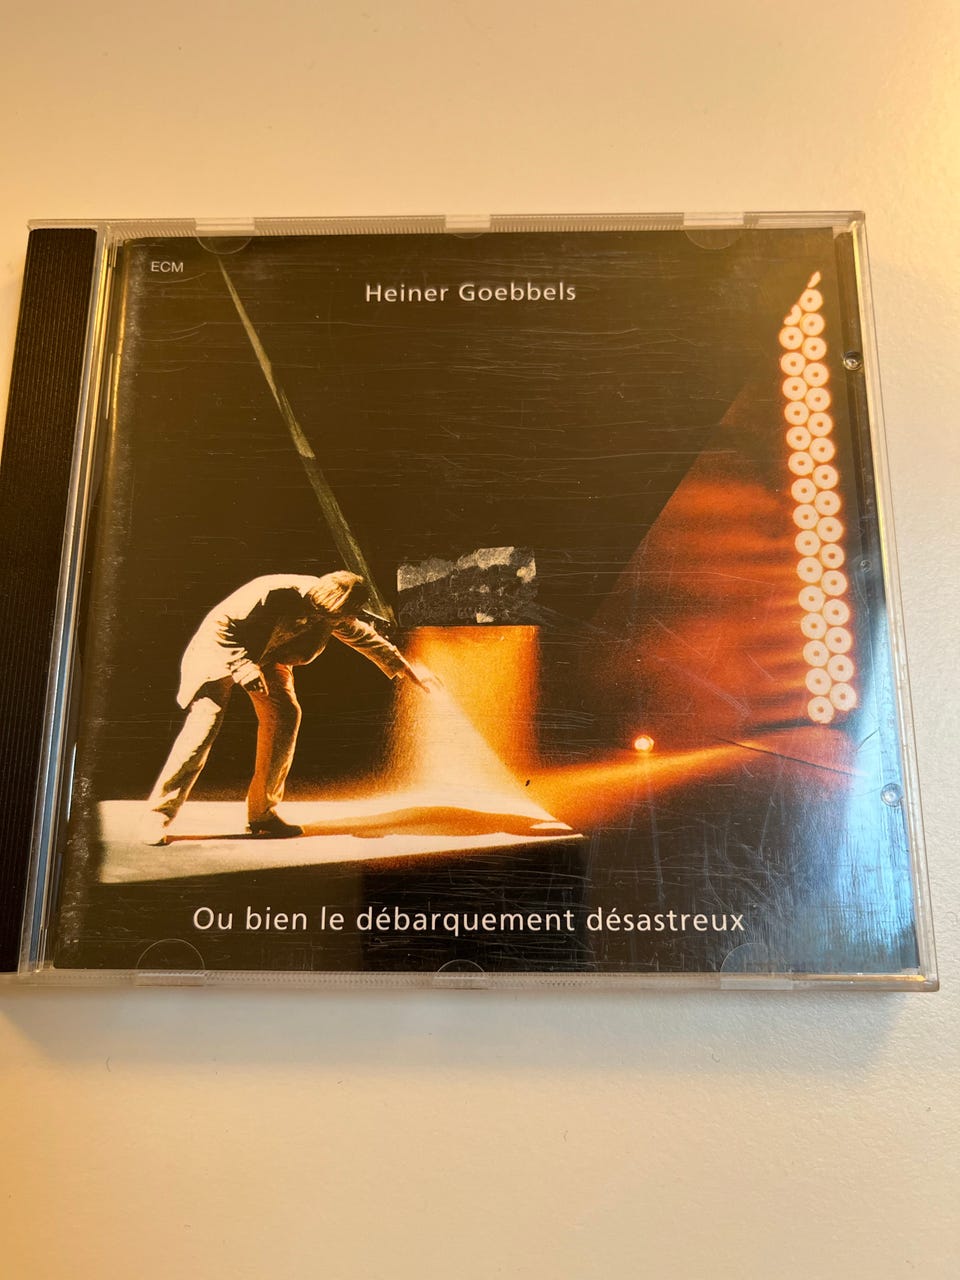 ECM
Heiner Goebbels
Ou bien le débarquement désastreux